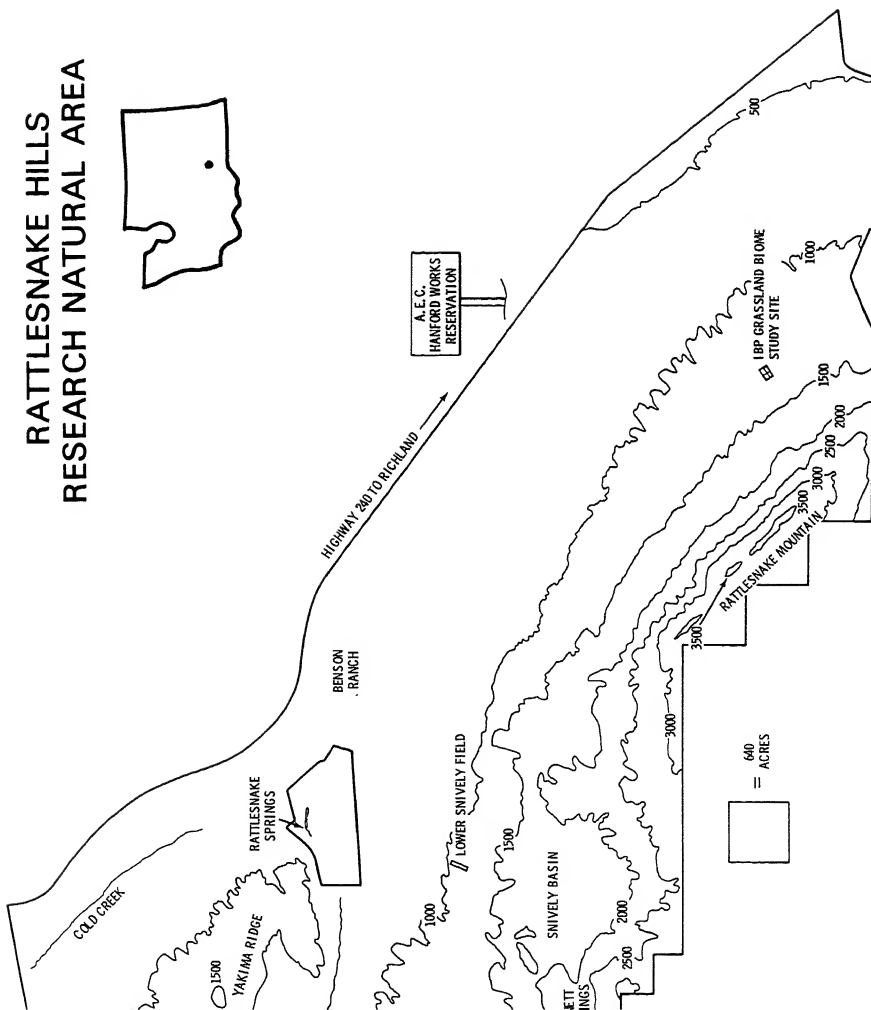 RATTLESNAKE HILLS
RESEARCH NATURAL AREA
A.E.C.
HANFORD WORKS
RESERVATION
HIGHWAY 240 TO RICHLAND
500
1000
IBP GRASSLAND BIOME
STUDY SITE
1500
2000
2500
3000
3500
RATTLESNAKE MOUNTAIN
3500
3000
BENSON
RANCH
RATTLESNAKE
SPRINGS
COLD CREEK
LOWER SNIVELY FIELD
1500
1000
SNIVELY BASIN
YAKIMA RIDGE
1500
2000
2500
ETT
INGS
= 640
ACRES